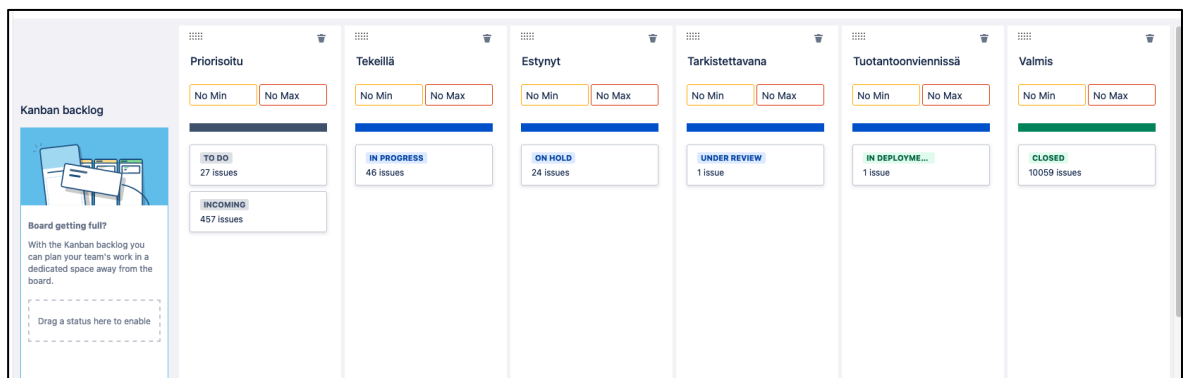 Kanban backlog
Board getting full?
With the Kanban backlog you
can plan your team's work in a
dedicated space away from the
board.
Drag a status here to enable
Priorisoitu
No Min
No Max
TO DO
27 issues
INCOMING
457 issues
Tekeillä
No Min
No Max
IN PROGRESS
46 issues
Estynyt
No Min
No Max
ON HOLD
24 issues
Tarkistettavana
No Min
No Max
UNDER REVIEW
1 issue
Tuotantoonviennissä
No Min
No Max
IN DEPLOYME...
1 issue
Valmis
No Min
No Max
CLOSED
10059 issues